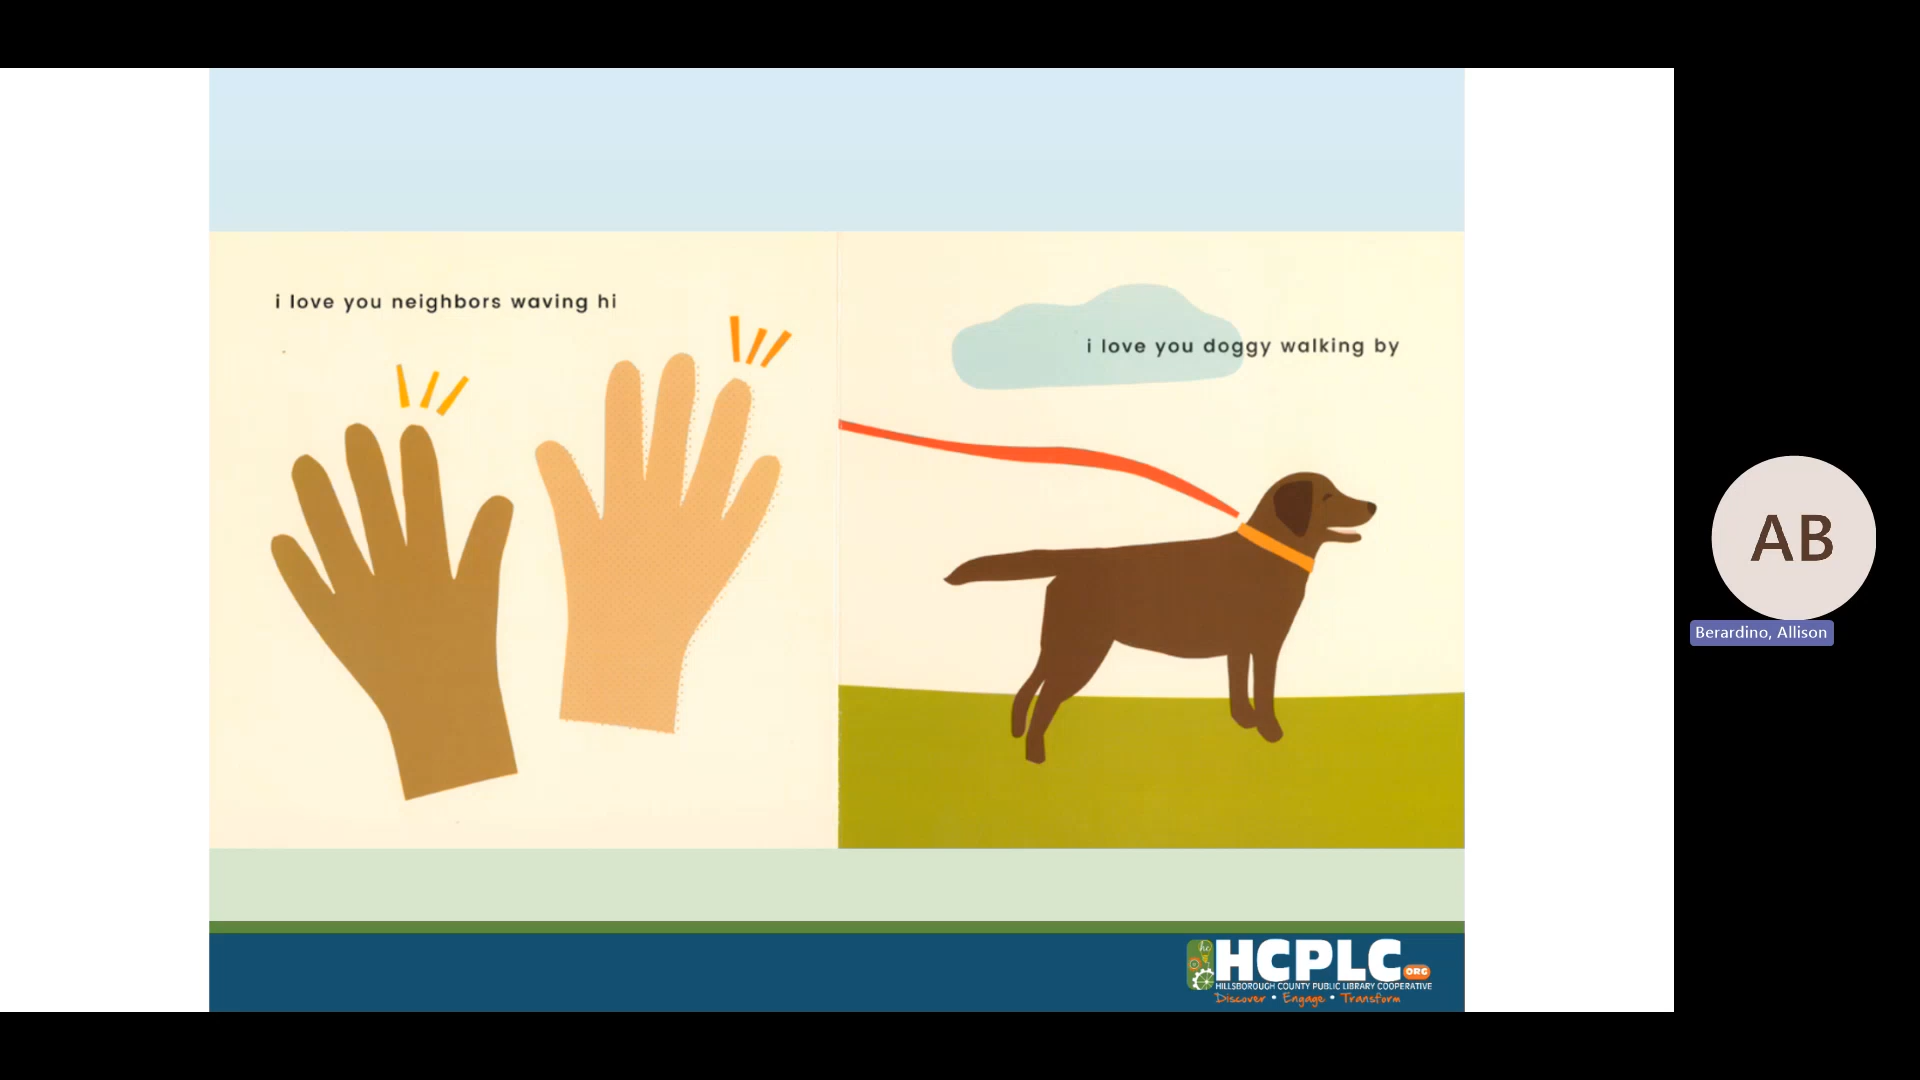 i love you neighbors waving hi
i love you doggy walking by
AB
Berardino, Allison
hc
HCPLC
ORG
HILLSBOROUGH COUNTY PUBLIC LIBRARY COOPERATIVE
Discover • Engage • Transform